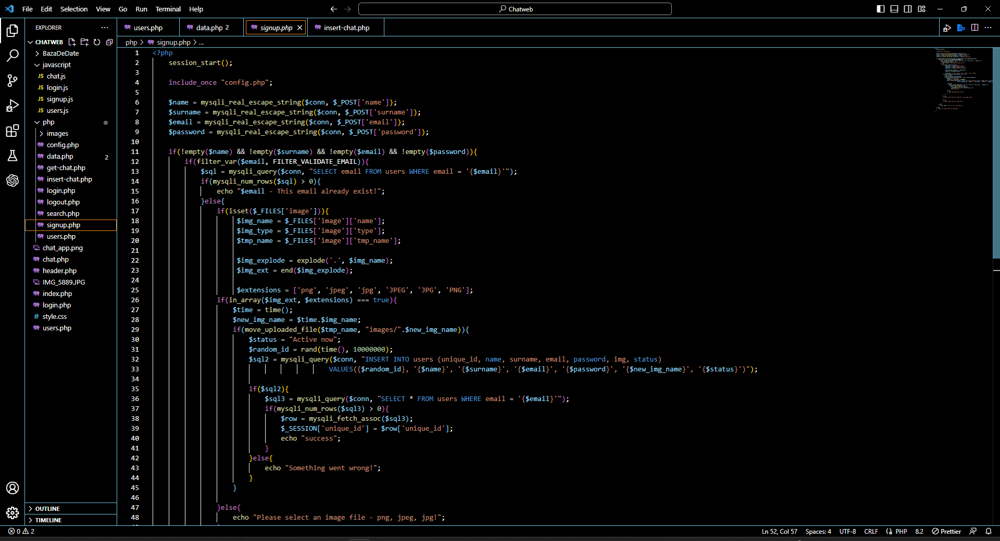 File Edit Selection View Go Run Terminal Help
Chatweb
EXPLORER
CHATWEB
BazaDeDate
javascript
JS chat.js
JS login.js
JS signup.js
JS users.js
php
images
config.php
data.php 2
get-chat.php
insert-chat.php
login.php
logout.php
search.php
signup.php
users.php
chat_app.png
chat.php
header.php
IMG_5889.JPG
index.php
login.php
# style.css
users.php
OUTLINE
TIMELINE
users.php data.php 2 signup.php insert-chat.php
php > signup.php > ...
1 <?php
2 session_start();
3
4 include_once "config.php";
5
6 $name = mysqli_real_escape_string($conn, $_POST['name']);
7 $surname = mysqli_real_escape_string($conn, $_POST['surname']);
8 $email = mysqli_real_escape_string($conn, $_POST['email']);
9 $password = mysqli_real_escape_string($conn, $_POST['password']);
10
11 if(!empty($name) && !empty($surname) && !empty($email) && !empty($password)){
12 if(filter_var($email, FILTER_VALIDATE_EMAIL)){
13 $sql = mysqli_query($conn, "SELECT email FROM users WHERE email = '{$email}'");
14 if(mysqli_num_rows($sql) > 0){
15 echo "$email - This email already exist!";
16 }else{
17 if(isset($_FILES['image'])){
18 $img_name = $_FILES['image']['name'];
19 $img_type = $_FILES['image']['type'];
20 $tmp_name = $_FILES['image']['tmp_name'];
21
22 $img_explode = explode('.', $img_name);
23 $img_ext = end($img_explode);
24
25 $extensions = ['png', 'jpeg', 'jpg', 'JPEG', 'JPG', 'PNG'];
26 if(in_array($img_ext, $extensions) === true){
27 $time = time();
28 $new_img_name = $time.$img_name;
29 if(move_uploaded_file($tmp_name, "images/".$new_img_name)){
30 $status = "Active now";
31 $random_id = rand(time(), 10000000);
32 $sql2 = mysqli_query($conn, "INSERT INTO users (unique_id, name, surname, email, password, img, status)
33 VALUES({$random_id}, '{$name}', '{$surname}', '{$email}', '{$password}', '{$new_img_name}', '{$status}')");
34
35 if($sql2){
36 $sql3 = mysqli_query($conn, "SELECT * FROM users WHERE email = '{$email}'");
37 if(mysqli_num_rows($sql3) > 0){
38 $row = mysqli_fetch_assoc($sql3);
39 $_SESSION['unique_id'] = $row['unique_id'];
40 echo "success";
41 }
42 }else{
43 echo "Something went wrong!";
44 }
45 }
46
47 }else{
48 echo "Please select an image file - png, jpeg, jpg!";
0 2
Ln 52, Col 57 Spaces: 4 UTF-8 CRLF PHP 8.2 Prettier